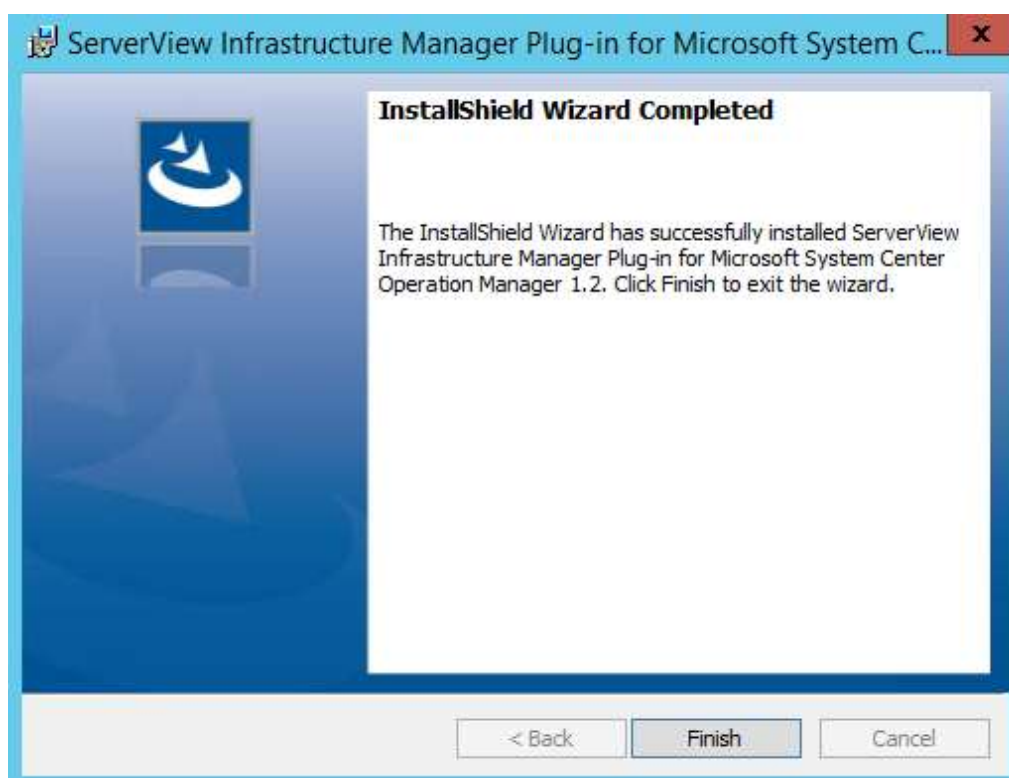 ServerView Infrastructure Manager Plug-in for Microsoft System C...
x
InstallShield Wizard Completed
The InstallShield Wizard has successfully installed ServerView
Infrastructure Manager Plug-in for Microsoft System Center
Operation Manager 1.2. Click Finish to exit the wizard.
< Back
Finish
Cancel